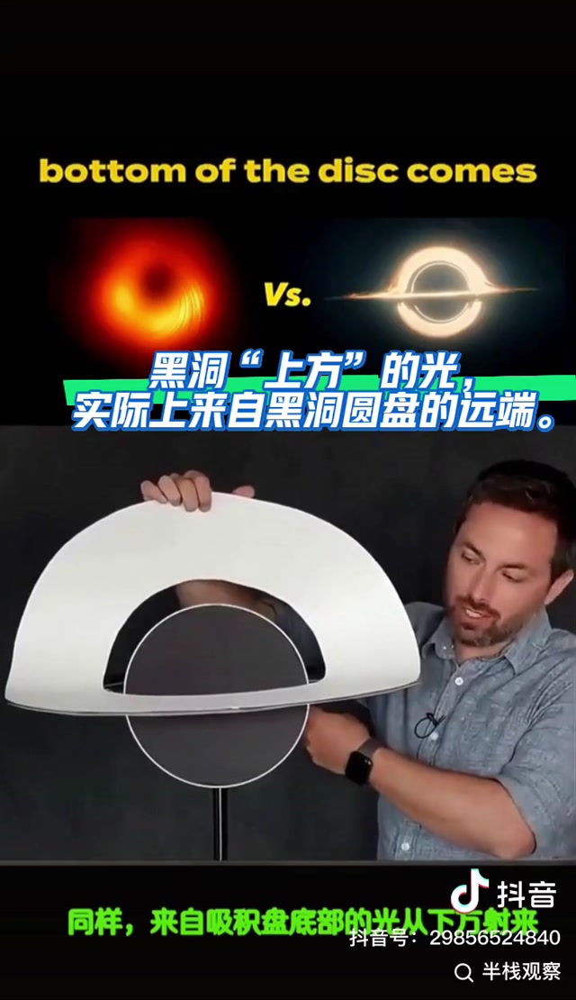 bottom of the disc comes
Vs.
黑洞“上方”的光，
实际上来自黑洞圆盘的远端。
同样，来自吸积盘底部的光从下方射来
抖音
抖音号：29856524840
半栈观察